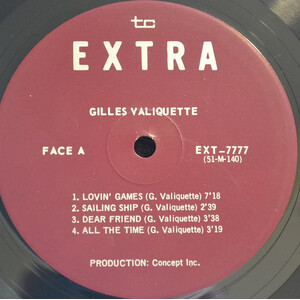 tc
EXTRA
GILLES VALIQUETTE
FACE A
EXT-7777
(51-M-140)
1. LOVIN' GAMES (G. Valiquette) 7'18
2. SAILING SHIP (G. Valiquette) 2'39
3. DEAR FRIEND (G. Valiquette) 3'38
4. ALL THE TIME (G. Valiquette) 3'19
PRODUCTION: Concept Inc.